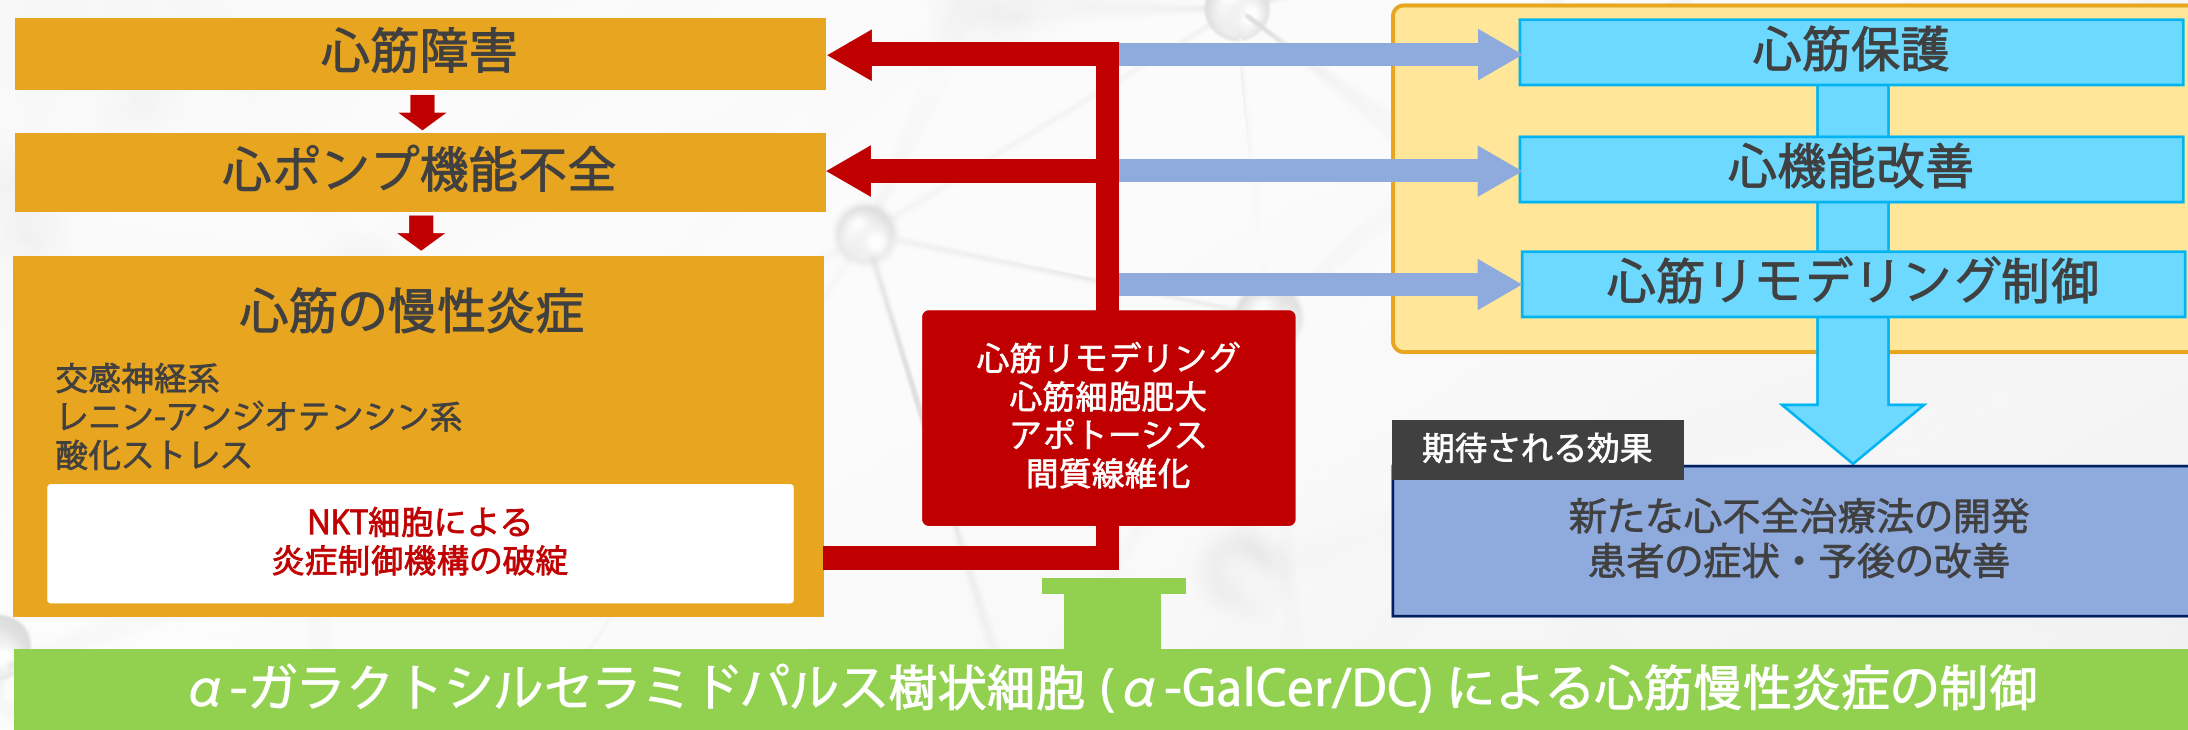 心筋障害
心ポンプ機能不全
心筋の慢性炎症
交感神経系
レニン-アンジオテンシン系
酸化ストレス
NKT細胞による
炎症制御機構の破綻
心筋リモデリング
心筋細胞肥大
アポトーシス
間質線維化
心筋保護
心機能改善
心筋リモデリング制御
期待される効果
新たな心不全治療法の開発
患者の症状・予後の改善
α-ガラクトシルセラミドパルス樹状細胞 (α-GalCer/DC) による心筋慢性炎症の制御